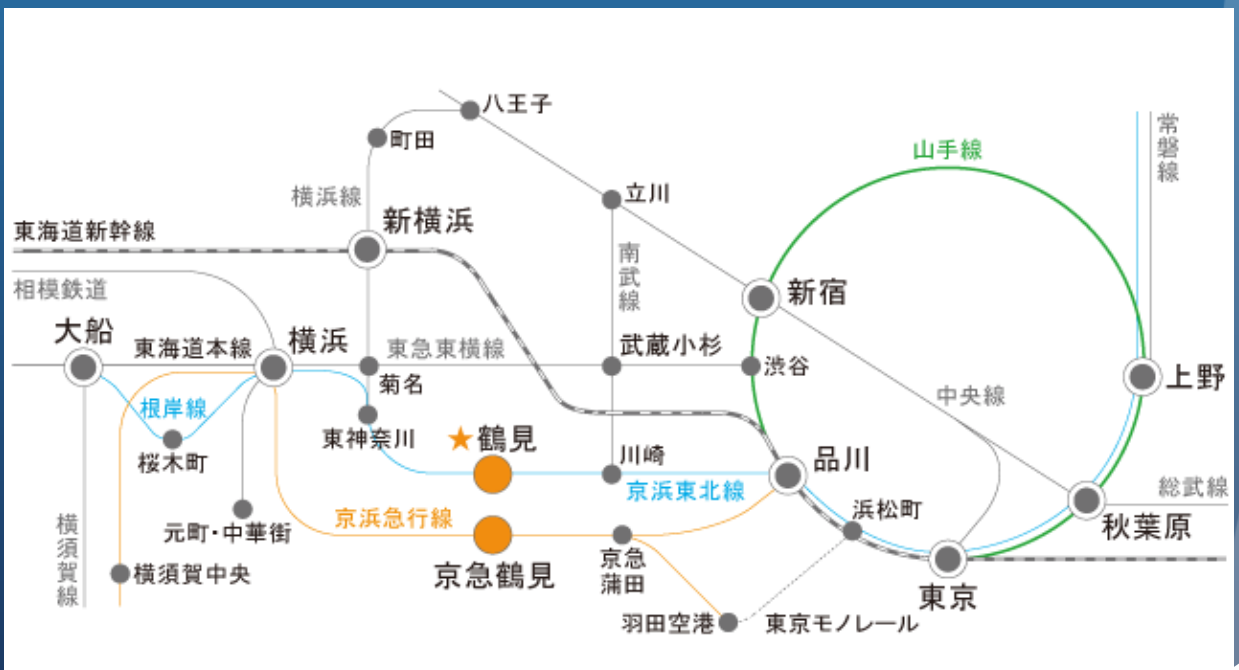 八王子
町田
山手線
常磐線
横浜線
立川
新横浜
東海道新幹線
南武線
相模鉄道
新宿
大船
東海道本線
横浜
東急東横線
武蔵小杉
渋谷
上野
菊名
中央線
根岸線
東神奈川
★鶴見
川崎
品川
桜木町
京浜東北線
総武線
浜松町
京浜急行線
元町・中華街
秋葉原
横須賀線
横須賀中央
京急鶴見
京急
蒲田
東京
羽田空港
東京モノレール